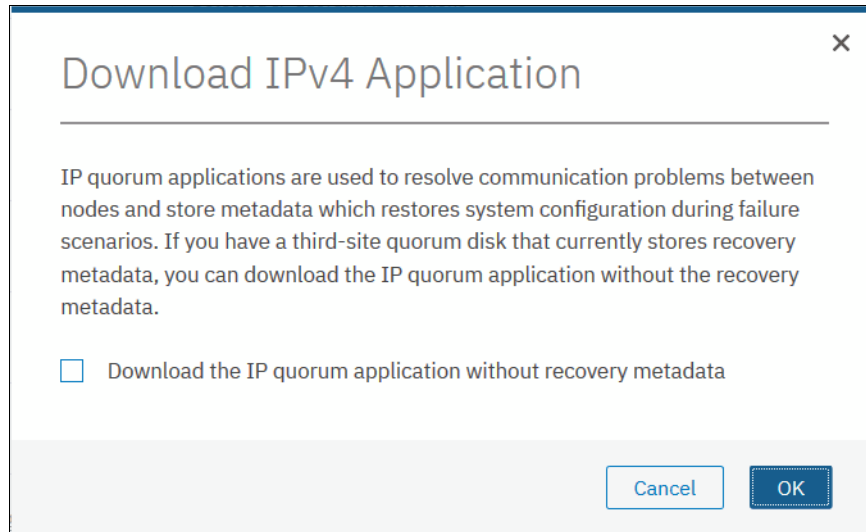 Download IPv4 Application
IP quorum applications are used to resolve communication problems between
nodes and store metadata which restores system configuration during failure
scenarios. If you have a third-site quorum disk that currently stores recovery
metadata, you can download the IP quorum application without the recovery
metadata.
Download the IP quorum application without recovery metadata
Cancel
OK